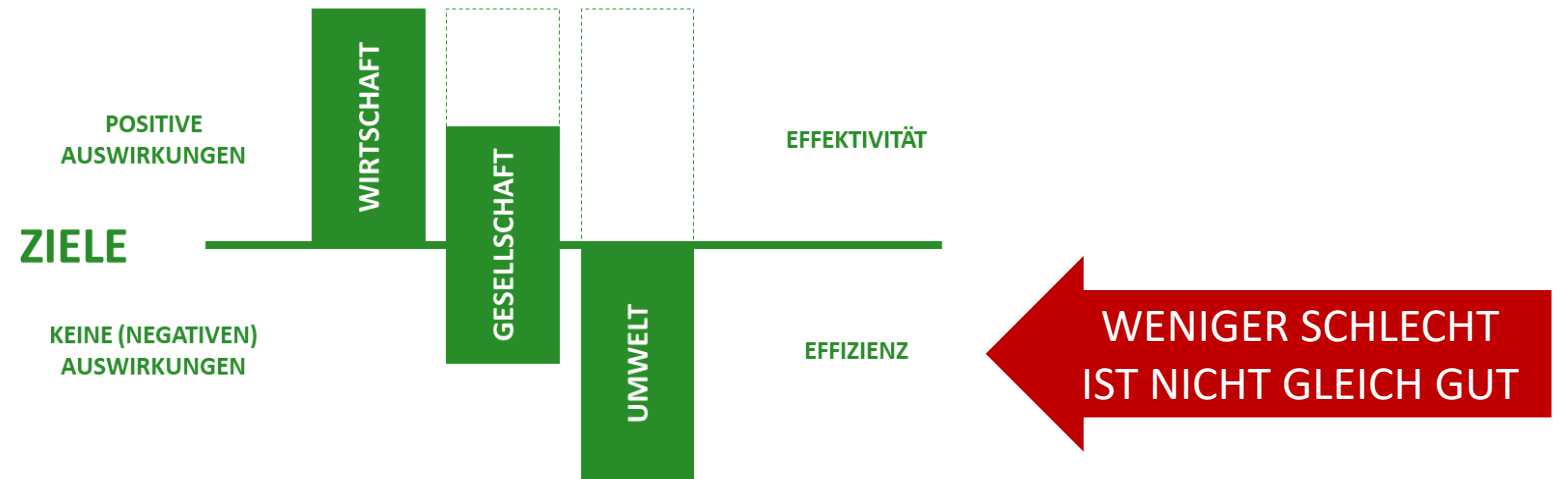 WIRTSCHAFT
POSITIVE
AUSWIRKUNGEN
EFFEKTIVITÄT
GESELLSCHAFT
ZIELE
UMWELT
KEINE (NEGATIVEN)
AUSWIRKUNGEN
EFFIZIENZ
WENIGER SCHLECHT
IST NICHT GLEICH GUT